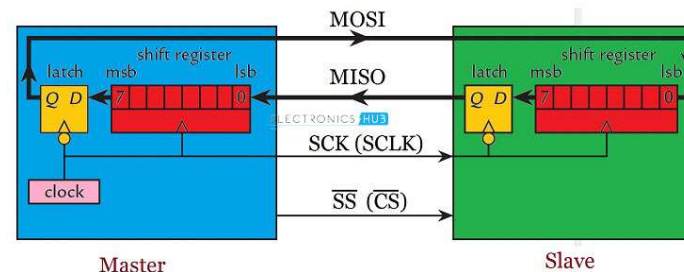 MOSI
shift register
shift register
latch
msb
lsb
MISO
latch
msb
lsb
Q D
7
0
Q D
7
0
ELECTRONICS HUB
SCK (SCLK)
clock
SS (CS)
Master
Slave